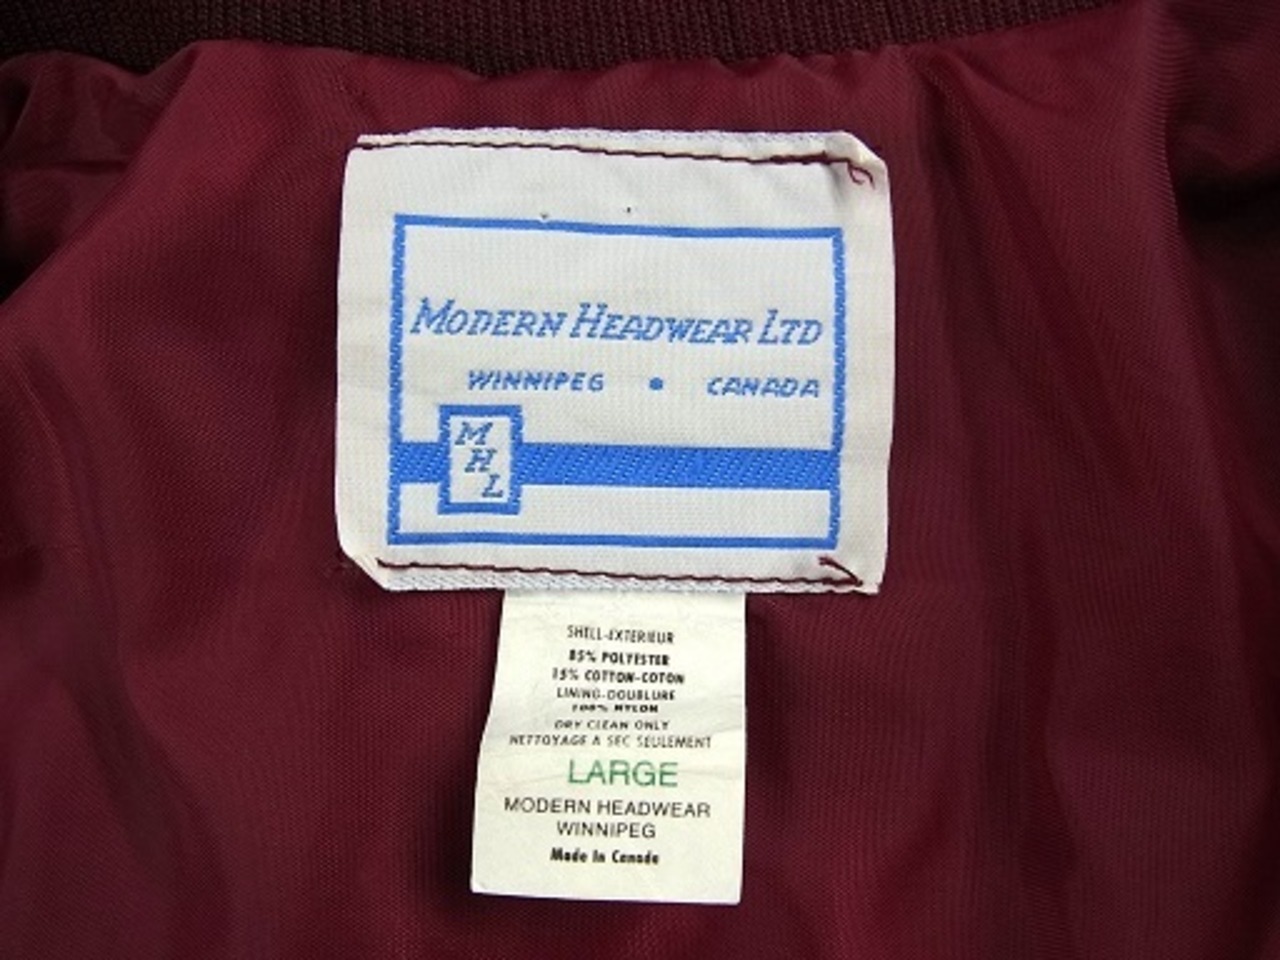 MODERN HEADWEAR LTD
WINNIPEG • CANADA
M
H
L
SHELL-EXTERIEUR
85% POLYESTER
15% COTTON-COTON
LINING-DOUBLURE
100% NYLON
DRY CLEAN ONLY
NETTOYAGE A SEC SEULEMENT
LARGE
MODERN HEADWEAR
WINNIPEG
Made In Canada